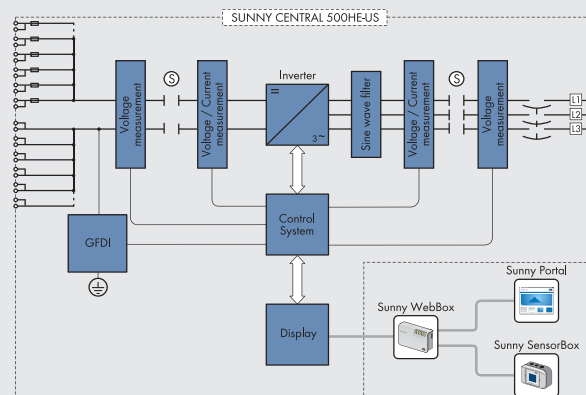 SUNNY CENTRAL 500HE-US
Voltage
measurement
S
Voltage / Current
measurement
Inverter
=
3~
Sine wave filter
Voltage / Current
measurement
S
Voltage
measurement
L1
L2
L3
GFDI
Control
System
Display
Sunny WebBox
Sunny Portal
Sunny SensorBox